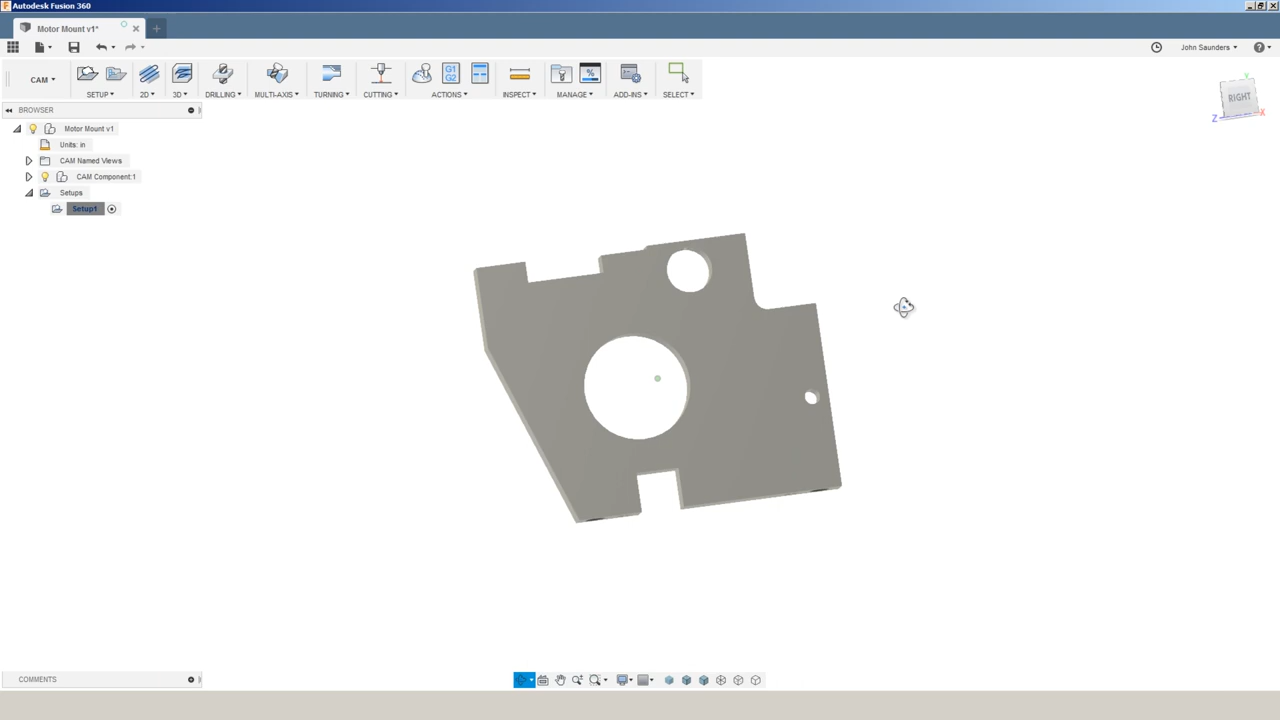 Autodesk Fusion 360
Motor Mount v1*
John Saunders
CAM
SETUP
2D
3D
DRILLING
MULTI-AXIS
TURNING
CUTTING
G1
G2
ACTIONS
INSPECT
%
MANAGE
ADD-INS
SELECT
BROWSER
Motor Mount v1
Units: in
CAM Named Views
CAM Component:1
Setups
Setup1
Y
RIGHT
Z
X
COMMENTS